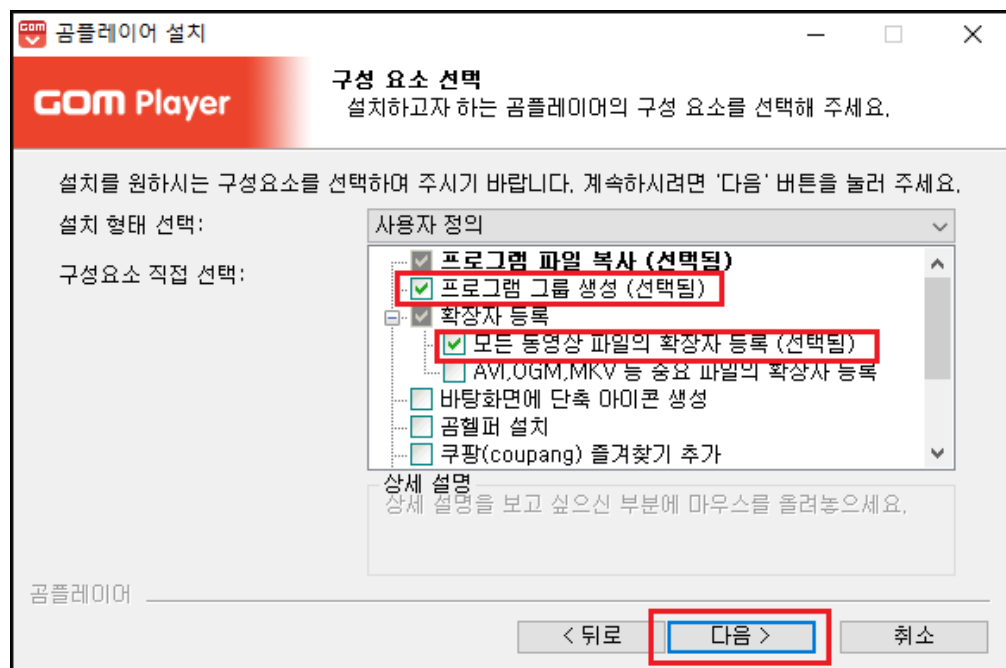 GOM 곰플레이어 설치
GOM Player
구성 요소 선택
설치하고자 하는 곰플레이어의 구성 요소를 선택해 주세요.
설치를 원하시는 구성요소를 선택하여 주시기 바랍니다. 계속하시려면 '다음' 버튼을 눌러 주세요.
설치 형태 선택: 사용자 정의
구성요소 직접 선택:
프로그램 파일 복사 (선택됨)
프로그램 그룹 생성 (선택됨)
확장자 등록
모든 동영상 파일의 확장자 등록 (선택됨)
AVI,OGM,MKV 등 중요 파일의 확장자 등록
바탕화면에 단축 아이콘 생성
곰헬퍼 설치
쿠팡(coupang) 즐겨찾기 추가
상세 설명
상세 설명을 보고 싶으신 부분에 마우스를 올려놓으세요.
곰플레이어
< 뒤로 다음 > 취소